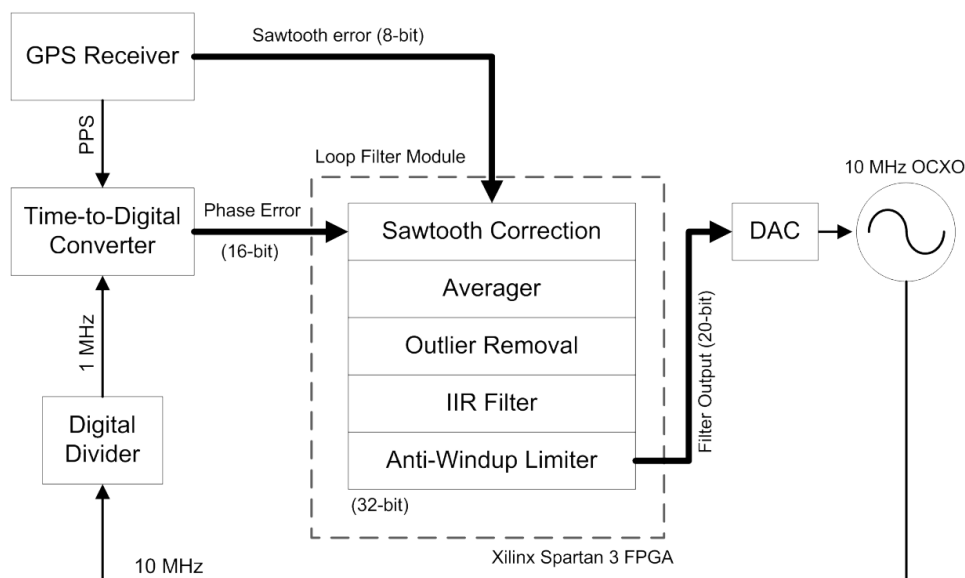 Sawtooth error (8-bit)
GPS Receiver
PPS
Loop Filter Module
10 MHz OCXO
Time-to-Digital
Converter
Phase Error
(16-bit)
Sawtooth Correction
DAC
Averager
1 MHz
Outlier Removal
Filter Output (20-bit)
IIR Filter
Digital
Divider
Anti-Windup Limiter
(32-bit)
Xilinx Spartan 3 FPGA
10 MHz